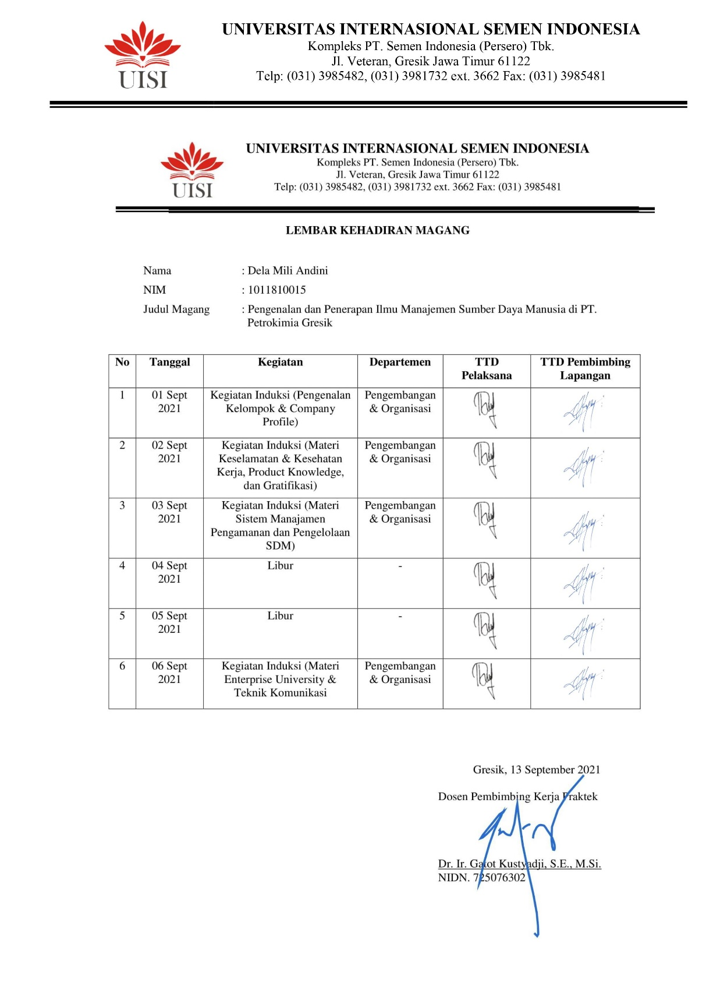 UNIVERSITAS INTERNASIONAL SEMEN INDONESIA
Kompleks PT. Semen Indonesia (Persero) Tbk.
Jl. Veteran, Gresik Jawa Timur 61122
Telp: (031) 3985482, (031) 3981732 ext. 3662 Fax: (031) 3985481
UISI
UNIVERSITAS INTERNASIONAL SEMEN INDONESIA
Kompleks PT. Semen Indonesia (Persero) Tbk.
Jl. Veteran, Gresik Jawa Timur 61122
Telp: (031) 3985482, (031) 3981732 ext. 3662 Fax: (031) 3985481
UISI
LEMBAR KEHADIRAN MAGANG
Nama : Dela Mili Andini
NIM : 1011810015
Judul Magang : Pengenalan dan Penerapan Ilmu Manajemen Sumber Daya Manusia di PT.
Petrokimia Gresik
No Tanggal Kegiatan Departemen TTD TTD Pembimbing
Pelaksana Lapangan
1 01 Sept Kegiatan Induksi (Pengenalan Pengembangan
2021 Kelompok & Company & Organisasi
Profile)
2 02 Sept Kegiatan Induksi (Materi Pengembangan
2021 Keselamatan & Kesehatan & Organisasi
Kerja, Product Knowledge,
dan Gratifikasi)
3 03 Sept Kegiatan Induksi (Materi Pengembangan
2021 Sistem Manajamen & Organisasi
Pengamanan dan Pengelolaan
SDM)
4 04 Sept Libur -
2021
5 05 Sept Libur -
2021
6 06 Sept Kegiatan Induksi (Materi Pengembangan
2021 Enterprise University & & Organisasi
Teknik Komunikasi
Gresik, 13 September 2021
Dosen Pembimbing Kerja Praktek
Dr. Ir. Gatot Kustyadji, S.E., M.Si.
NIDN. 725076302